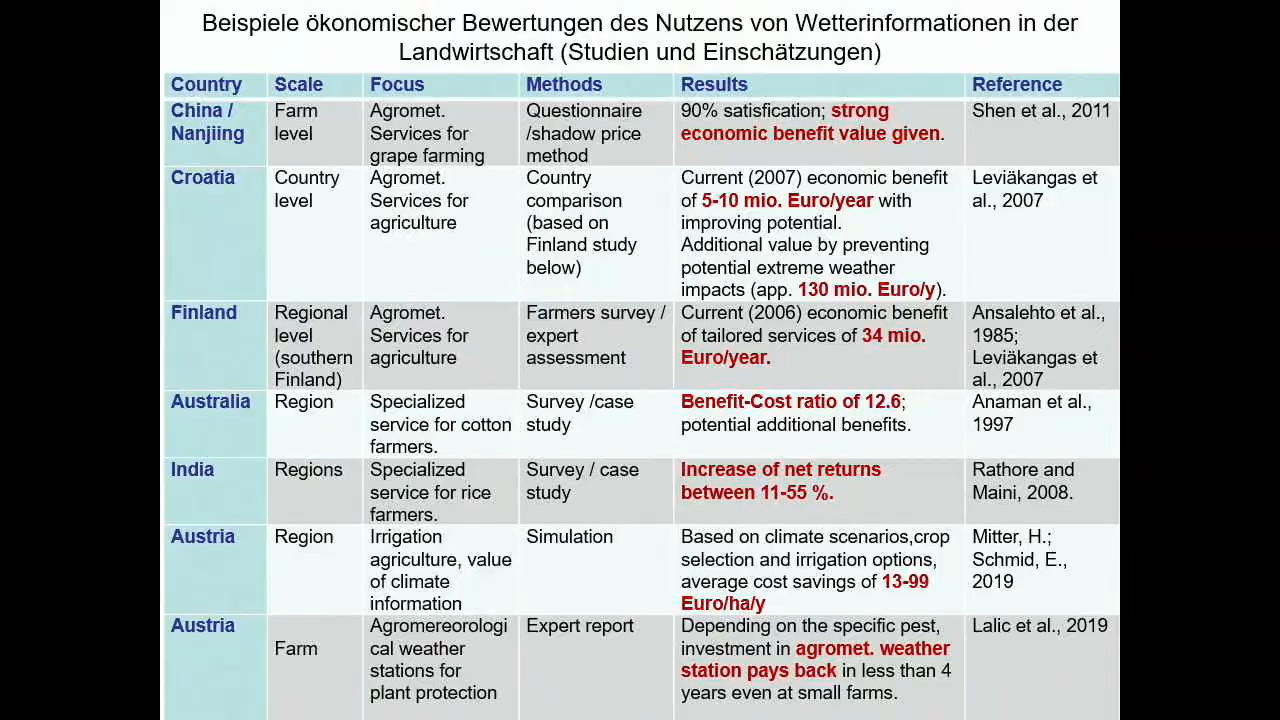 Beispiele ökonomischer Bewertungen des Nutzens von Wetterinformationen in der
Landwirtschaft (Studien und Einschätzungen)
Country Scale Focus Methods Results Reference
China /
Nanjiing
Farm
level
Agromet.
Services for
grape farming
Questionnaire
/shadow price
method
90% satisfication; strong
economic benefit value given.
Shen et al., 2011
Croatia
Country
level
Agromet.
Services for
agriculture
Country
comparison
(based on
Finland study
below)
Current (2007) economic benefit
of 5-10 mio. Euro/year with
improving potential.
Additional value by preventing
potential extreme weather
impacts (app. 130 mio. Euro/y).
Leviäkangas et
al., 2007
Finland
Regional
level
(southern
Finland)
Agromet.
Services for
agriculture
Farmers survey /
expert
assessment
Current (2006) economic benefit
of tailored services of 34 mio.
Euro/year.
Ansalehto et al.,
1985;
Leviäkangas et
al., 2007
Australia
Region
Specialized
service for cotton
farmers.
Survey /case
study
Benefit-Cost ratio of 12.6;
potential additional benefits.
Anaman et al.,
1997
India
Regions
Specialized
service for rice
farmers.
Survey / case
study
Increase of net returns
between 11-55 %.
Rathore and
Maini, 2008.
Austria
Region
Irrigation
agriculture, value
of climate
information
Simulation
Based on climate scenarios,crop
selection and irrigation options,
average cost savings of 13-99
Euro/ha/y
Mitter, H.;
Schmid, E.,
2019
Austria
Farm
Agromereorologi
cal weather
stations for
plant protection
Expert report
Depending on the specific pest,
investment in agromet. weather
station pays back in less than 4
years even at small farms.
Lalic et al., 2019